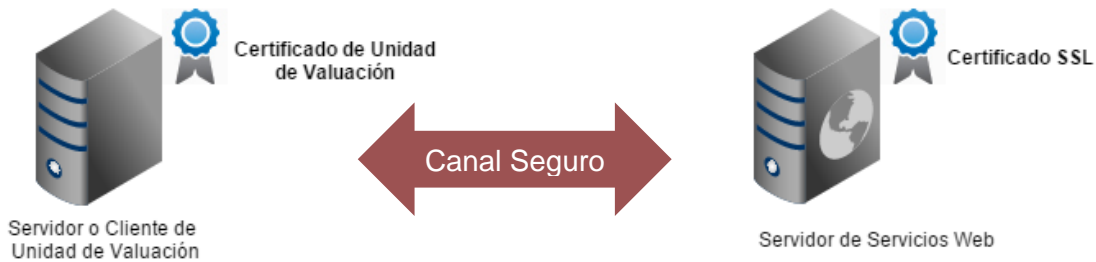 Certificado de Unidad
de Valuación
Certificado SSL
Canal Seguro
Servidor o Cliente de
Unidad de Valuación
Servidor de Servicios Web